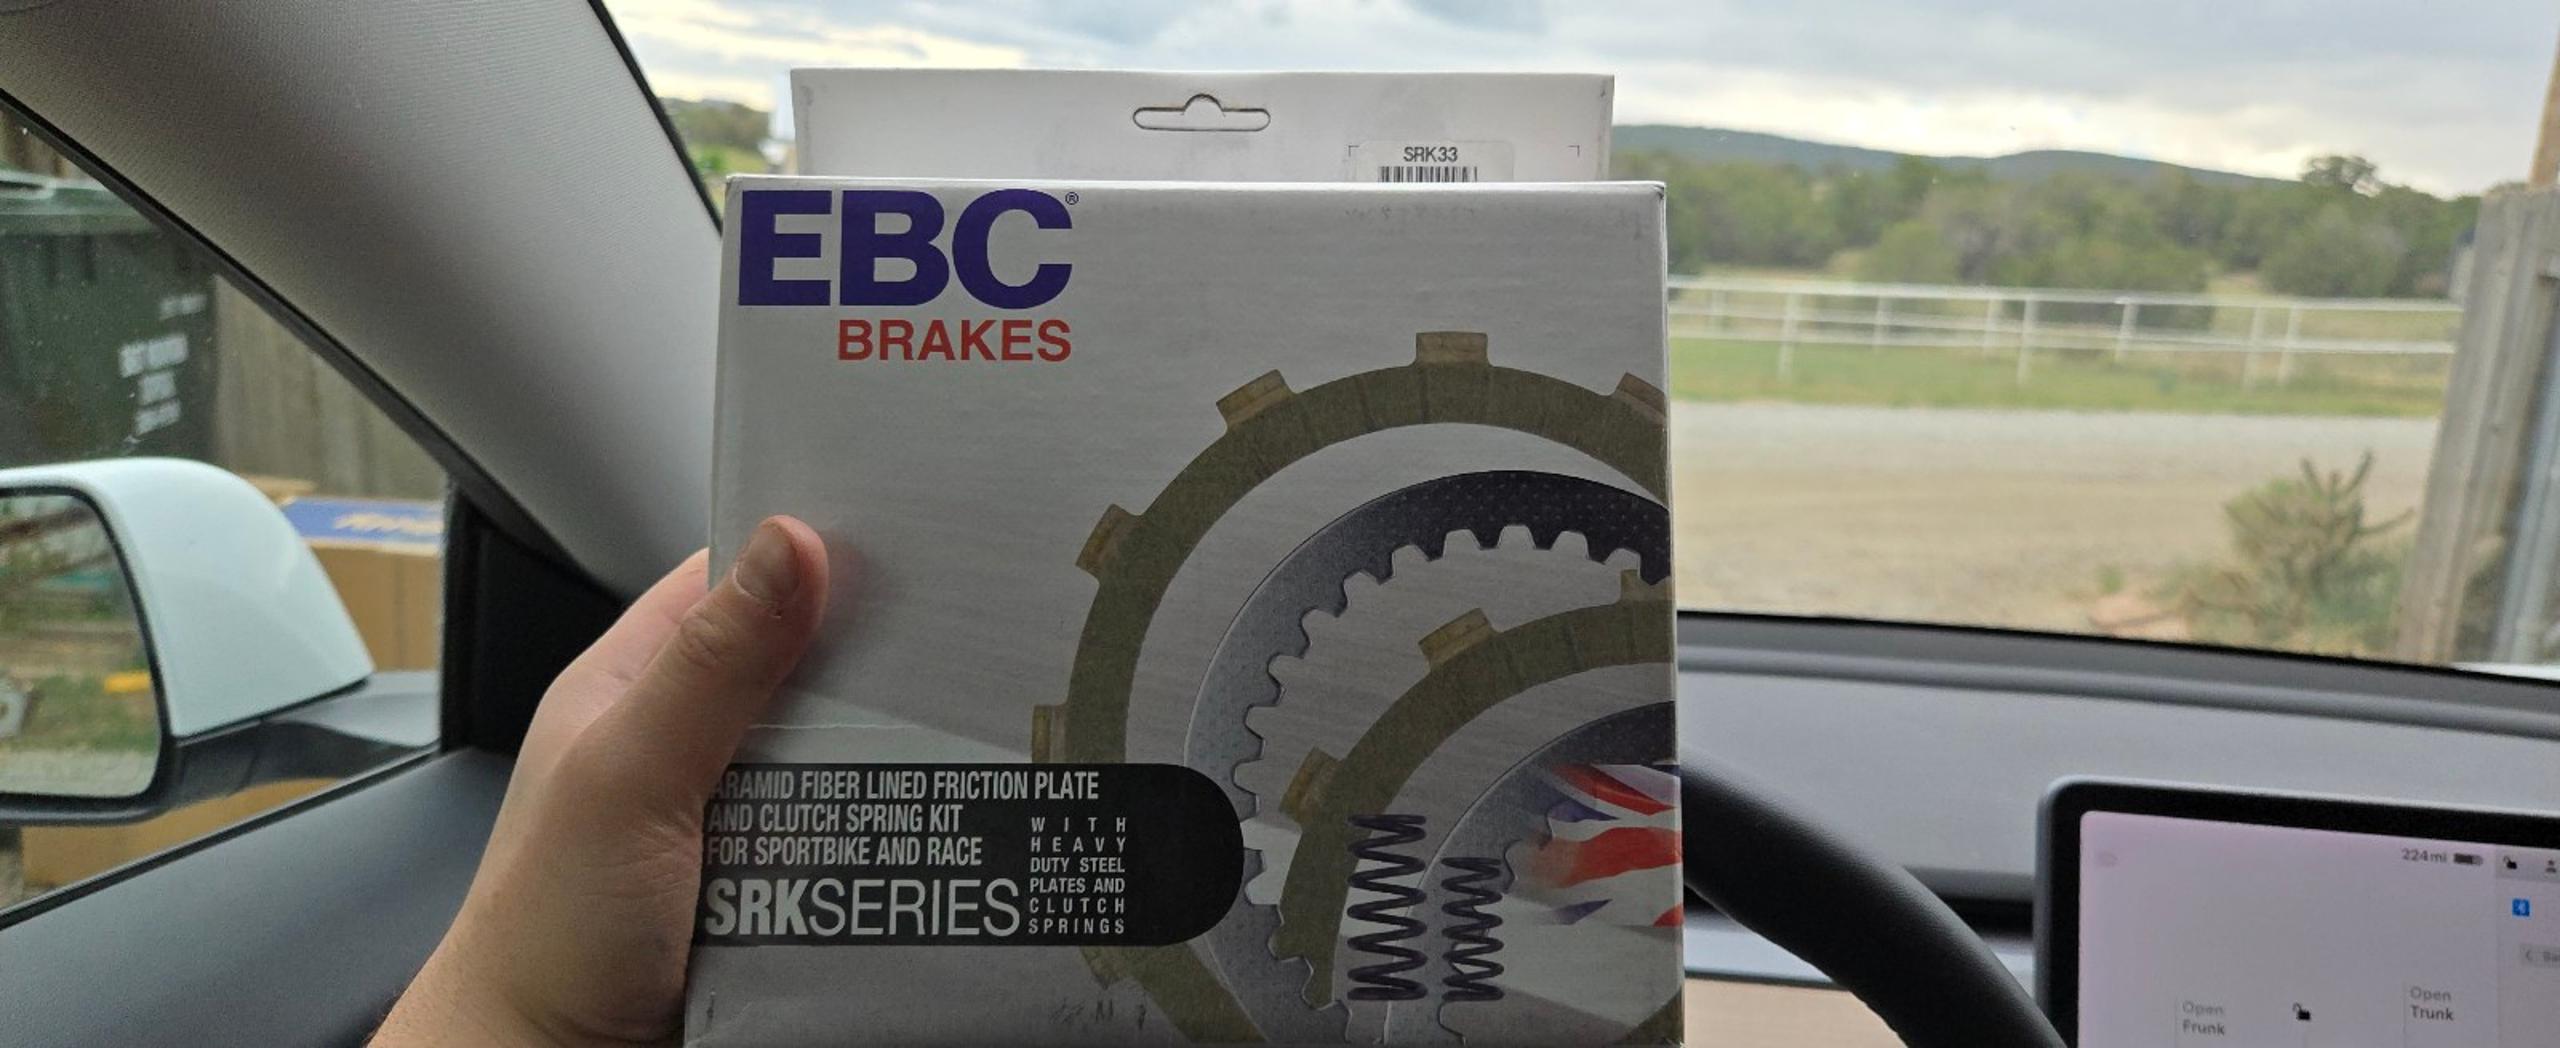 SRK33
EBC®
BRAKES
ARAMID FIBER LINED FRICTION PLATE
AND CLUTCH SPRING KIT
FOR SPORTBIKE AND RACE
SRKSERIES
WITH
HEAVY
DUTY STEEL
PLATES AND
CLUTCH
SPRINGS
224mi
Open
Frunk
Open
Trunk